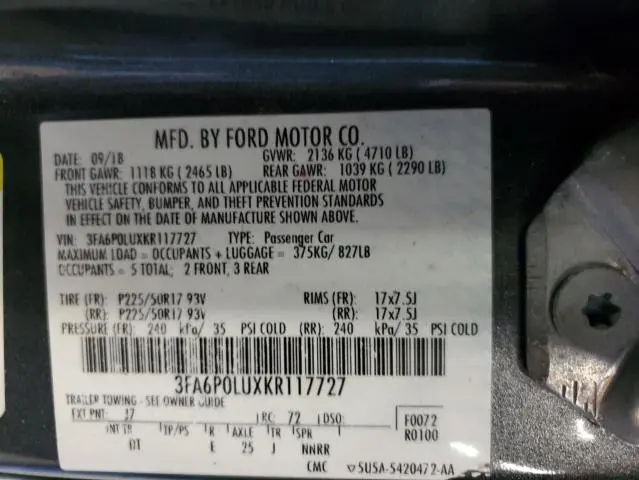 MFD. BY FORD MOTOR CO.
DATE: 09/18 GVWR: 2136 KG ( 4710 LB)
FRONT GAWR: 1118 KG ( 2465 LB) REAR GAWR: 1039 KG ( 2290 LB)
THIS VEHICLE CONFORMS TO ALL APPLICABLE FEDERAL MOTOR
VEHICLE SAFETY, BUMPER, AND THEFT PREVENTION STANDARDS
IN EFFECT ON THE DATE OF MANUFACTURE SHOWN ABOVE.
VIN: 3FA6P0LUXKR117727 TYPE: Passenger Car
MAXIMUM LOAD = OCCUPANTS + LUGGAGE = 375KG/ 827LB
OCCUPANTS = 5 TOTAL; 2 FRONT, 3 REAR
TIRE (FR): P225/50R17 93V RIMS (FR): 17x7.5J
(RR): P225/50R17 93V (RR): 17x7.5J
PRESSURE (FR): 240 kPa/ 35 PSI COLD (RR): 240 kPa/ 35 PSI COLD
3FA6P0LUXKR117727
TRAILER TOWING - SEE OWNER GUIDE
EXT PNT: J7 RC: 72 DSO: F0072
INT TR TP/PS R AXLE TR SPR R0100
DT E 25 J NNRR
CMC SU5A-5420472-AA